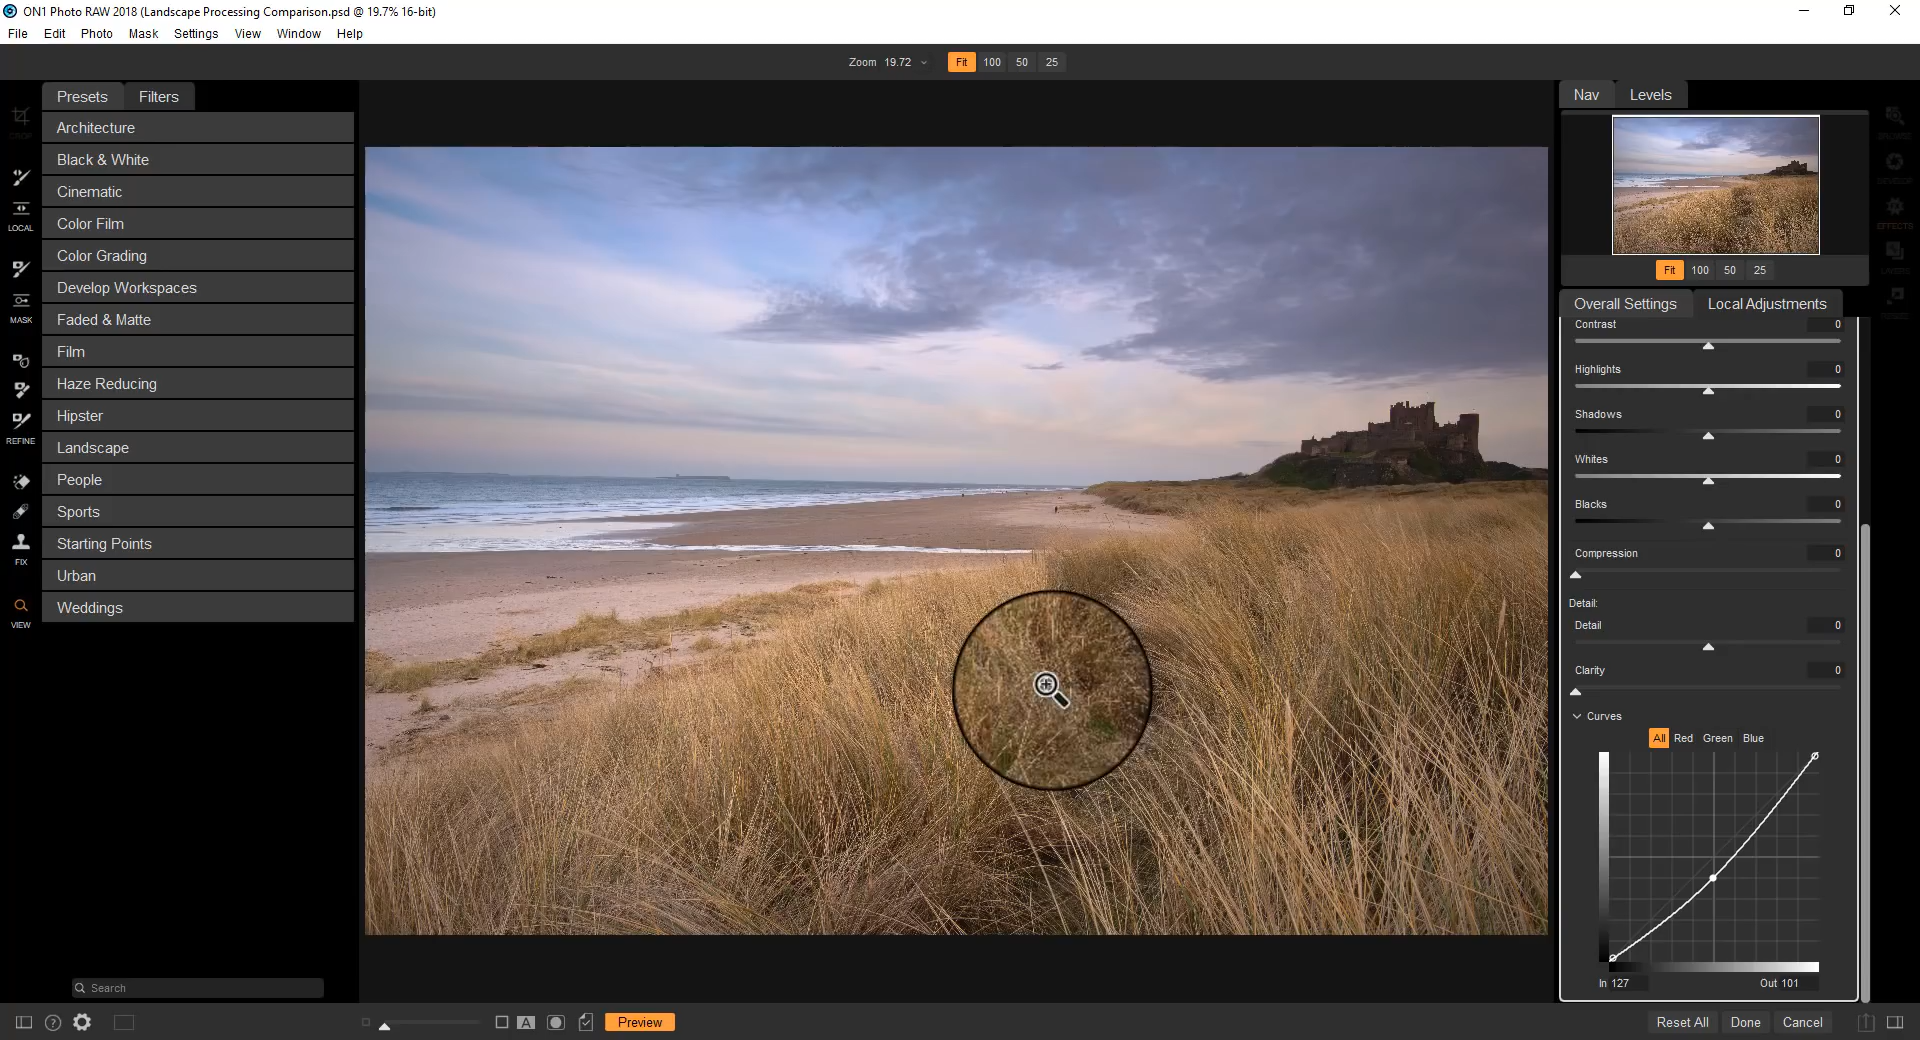 ON1 Photo RAW 2018 (Landscape Processing Comparison.psd @ 19.7% 16-bit)
File Edit Photo Mask Settings View Window Help
Zoom 19.72 Fit 100 50 25
Presets Filters
Architecture
Black & White
Cinematic
Color Film
Color Grading
Develop Workspaces
Faded & Matte
Film
Haze Reducing
Hipster
Landscape
People
Sports
Starting Points
Urban
Weddings
Search
CROP
LOCAL
MASK
REFINE
FIX
VIEW
Nav Levels
Fit 100 50 25
Overall Settings Local Adjustments
Contrast 0
Highlights 0
Shadows 0
Whites 0
Blacks 0
Compression 0
Detail:
Detail 0
Clarity 0
Curves
All Red Green Blue
In 127 Out 101
BROWSE
DEVELOP
EFFECTS
LAYERS
A Preview
Reset All Done Cancel